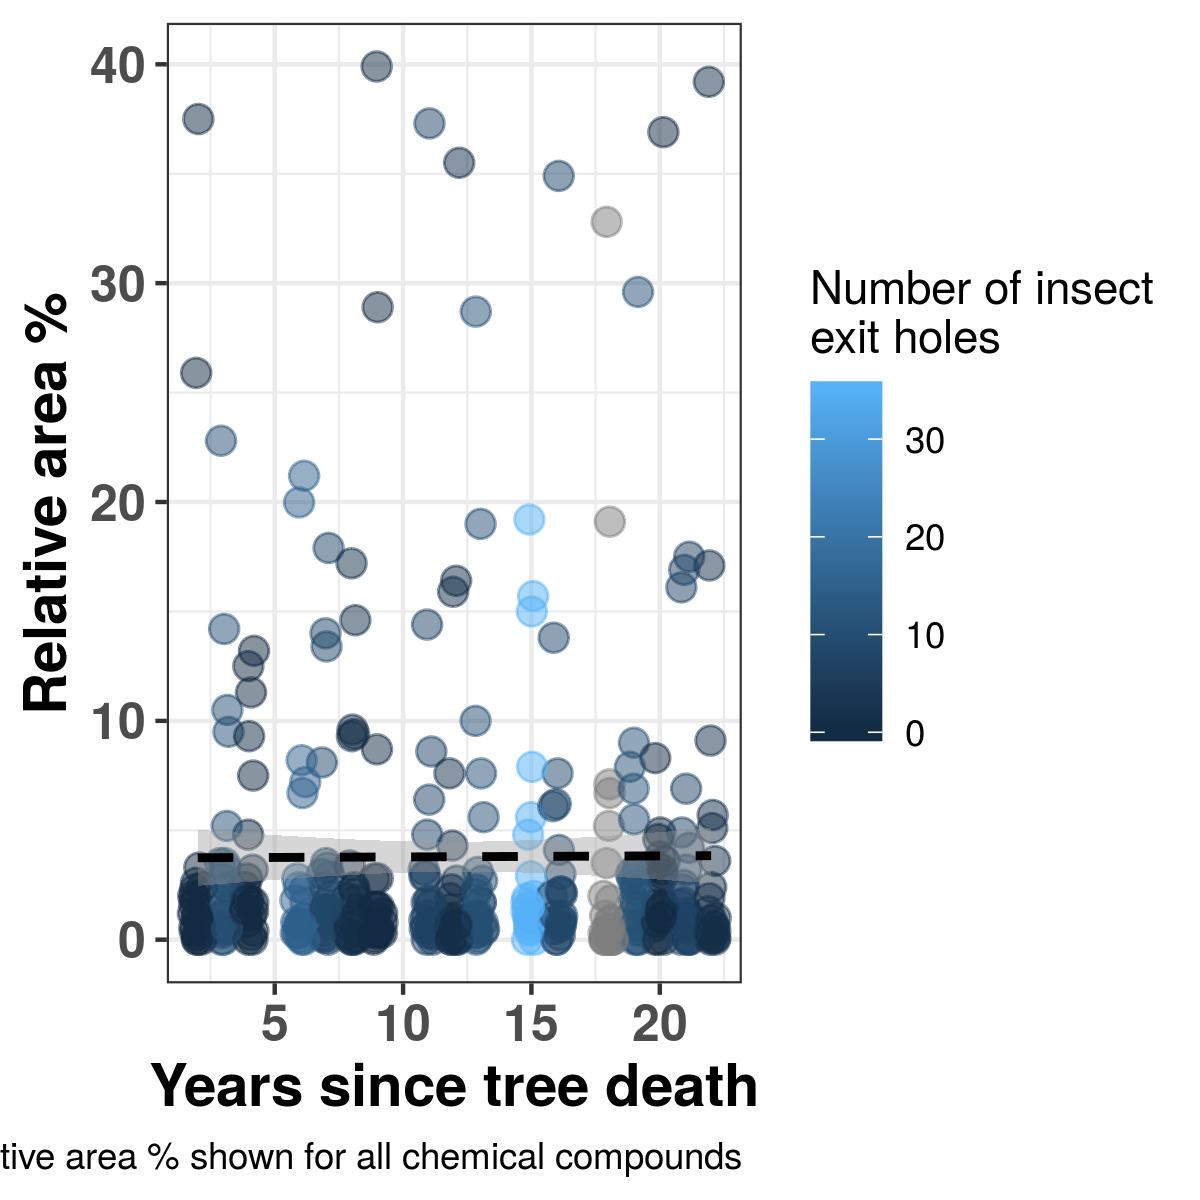 40
30
20
10
0
Relative area %
5 10 15 20
Years since tree death
Number of insect
exit holes
30
20
10
0
tive area % shown for all chemical compounds